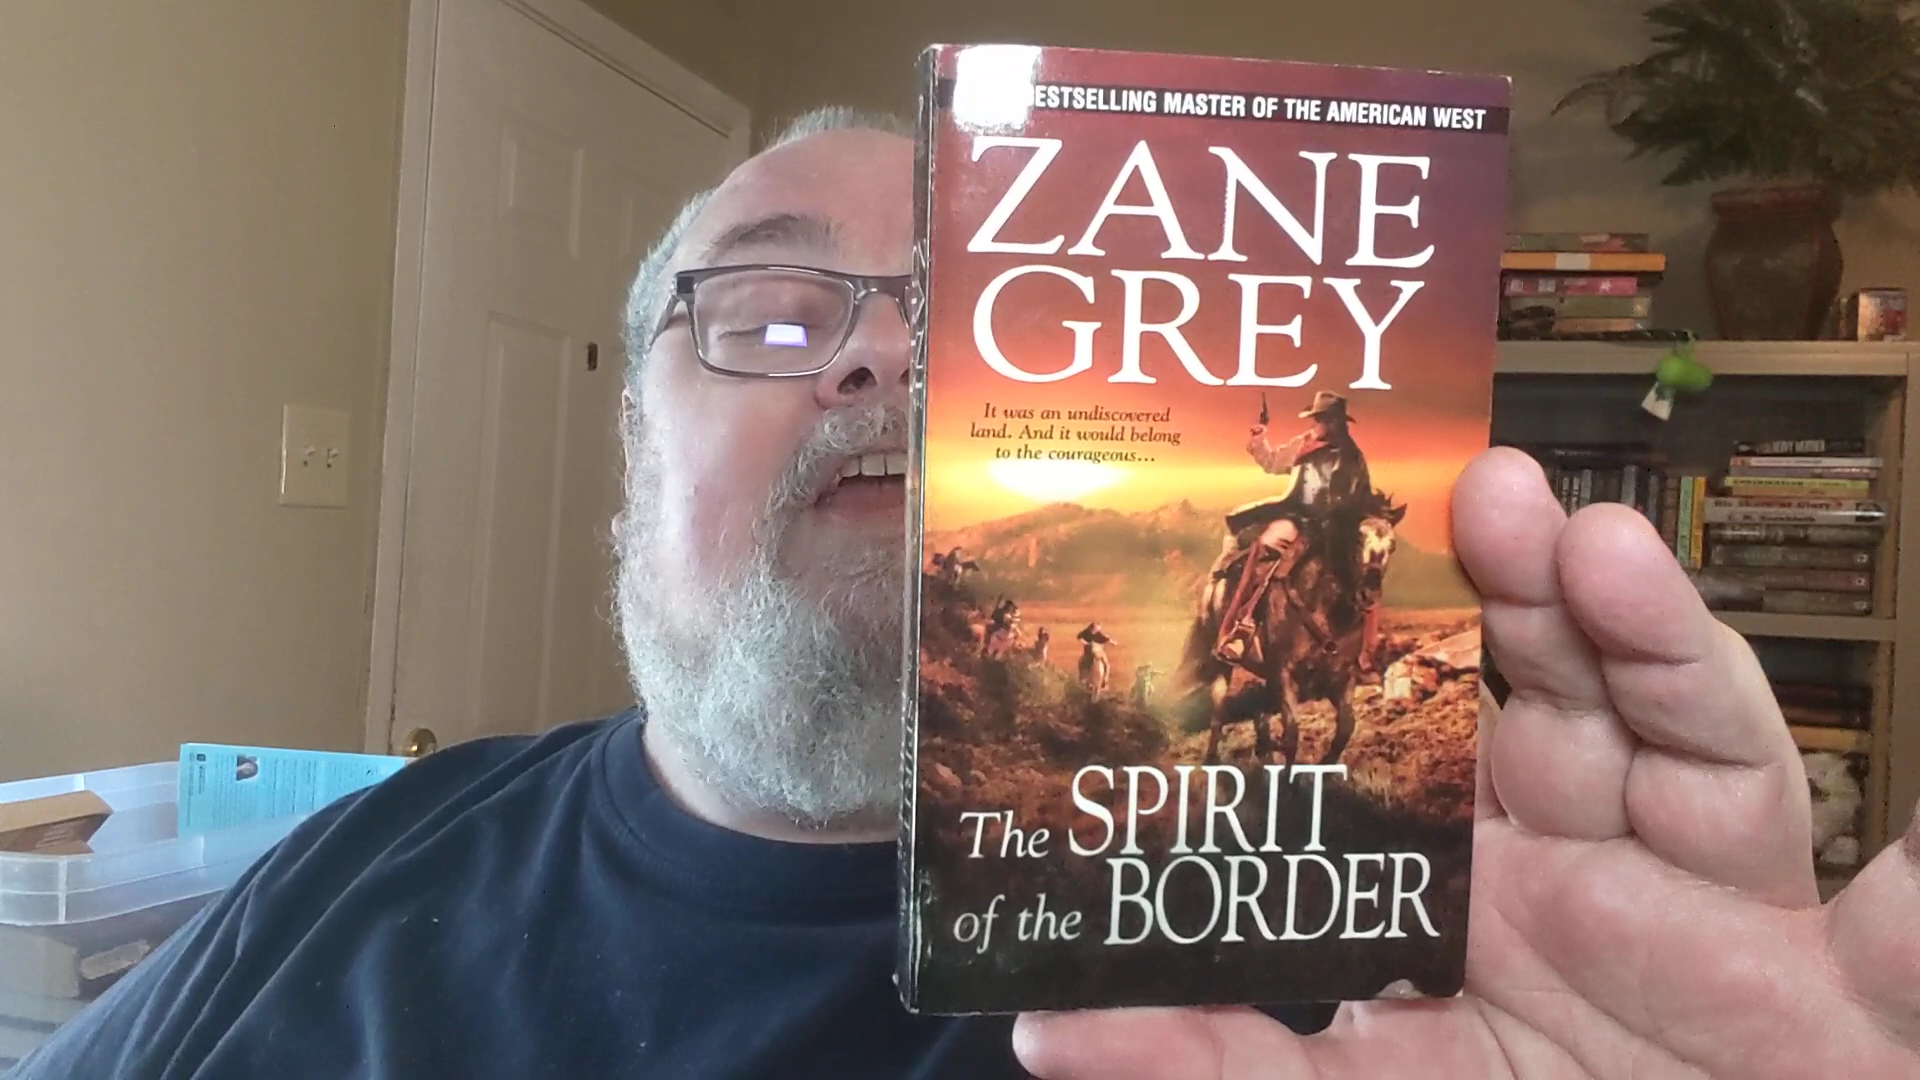 ESTSELLING MASTER OF THE AMERICAN WEST
ZANE
GREY
It was an undiscovered
land. And it would belong
to the courageous...
The SPIRIT
of the BORDER